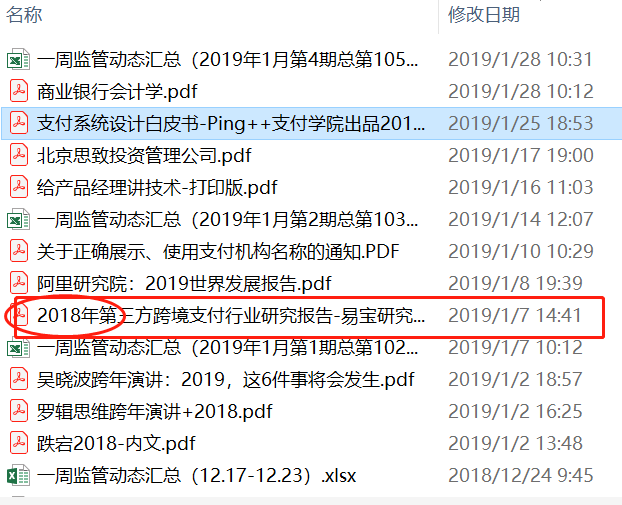 名称 修改日期
一周监管动态汇总（2019年1月第4期总第105... 2019/1/28 10:31
商业银行会计学.pdf 2019/1/28 10:12
支付系统设计白皮书-Ping++支付学院出品201... 2019/1/25 18:53
北京思致投资管理公司.pdf 2019/1/17 19:00
给产品经理讲技术-打印版.pdf 2019/1/16 11:03
一周监管动态汇总（2019年1月第2期总第103... 2019/1/14 12:07
关于正确展示、使用支付机构名称的通知.PDF 2019/1/10 10:29
阿里研究院：2019世界发展报告.pdf 2019/1/8 19:39
2018年第三方跨境支付行业研究报告-易宝研究... 2019/1/7 14:41
一周监管动态汇总（2019年1月第1期总第102... 2019/1/7 10:12
吴晓波跨年演讲：2019，这6件事将会发生.pdf 2019/1/2 18:57
罗辑思维跨年演讲+2018.pdf 2019/1/2 16:25
跌宕2018-内文.pdf 2019/1/2 13:48
一周监管动态汇总（12.17-12.23）.xlsx 2018/12/24 9:45